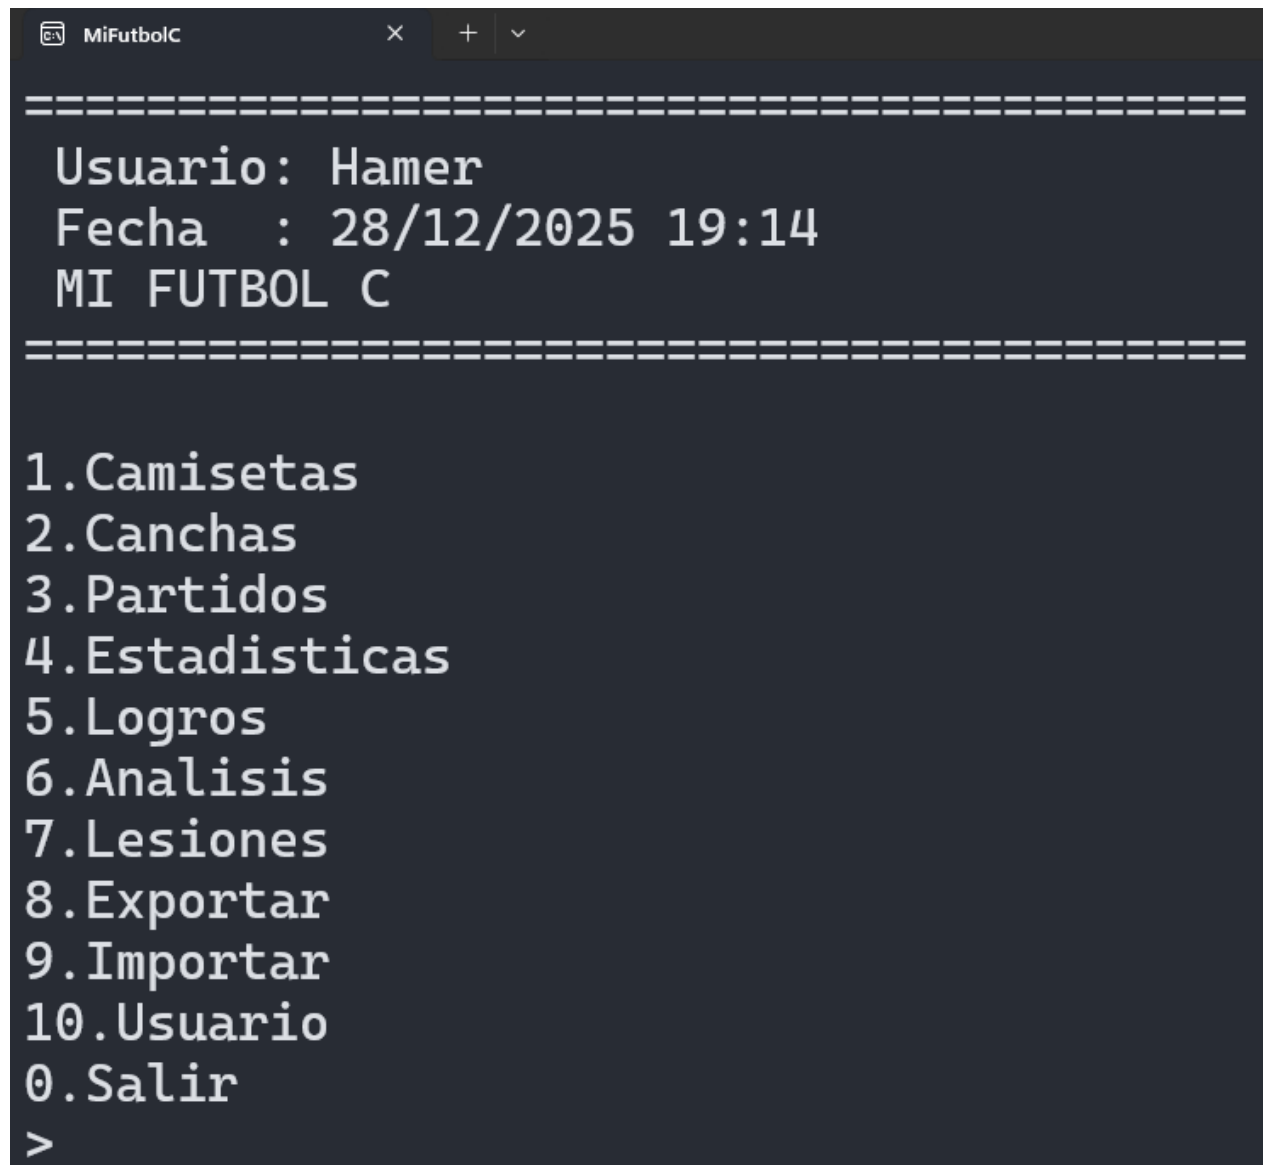 MiFutbolC
========================================
Usuario: Hamer
Fecha  : 28/12/2025 19:14
MI FUTBOL C
========================================
1.Camisetas
2.Canchas
3.Partidos
4.Estadisticas
5.Logros
6.Analisis
7.Lesiones
8.Exportar
9.Importar
10.Usuario
0.Salir
>